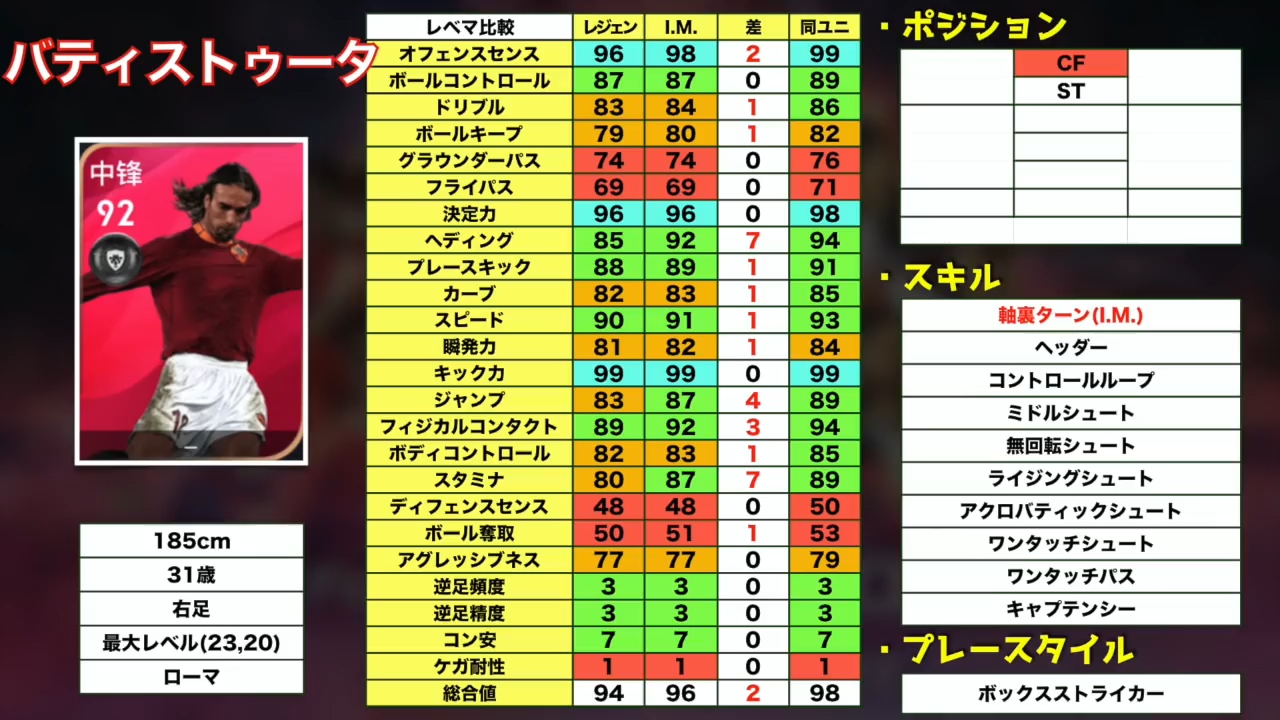 バティストゥータ
中锋
92
185cm
31歳
右足
最大レベル(23,20)
ローマ
レベマ比較 レジェン I.M. 差 同ユニ
オフェンスセンス 96 98 2 99
ボールコントロール 87 87 0 89
ドリブル 83 84 1 86
ボールキープ 79 80 1 82
グラウンダーパス 74 74 0 76
フライパス 69 69 0 71
決定力 96 96 0 98
ヘディング 85 92 7 94
プレースキック 88 89 1 91
カーブ 82 83 1 85
スピード 90 91 1 93
瞬発力 81 82 1 84
キック力 99 99 0 99
ジャンプ 83 87 4 89
フィジカルコンタクト 89 92 3 94
ボディコントロール 82 83 1 85
スタミナ 80 87 7 89
ディフェンスセンス 48 48 0 50
ボール奪取 50 51 1 53
アグレッシブネス 77 77 0 79
逆足頻度 3 3 0 3
逆足精度 3 3 0 3
コン安 7 7 0 7
ケガ耐性 1 1 0 1
総合値 94 96 2 98
・ポジション
CF
ST
・スキル
軸裏ターン(I.M.)
ヘッダー
コントロールループ
ミドルシュート
無回転シュート
ライジングシュート
アクロバティックシュート
ワンタッチシュート
ワンタッチパス
キャプテンシー
・プレースタイル
ボックスストライカー